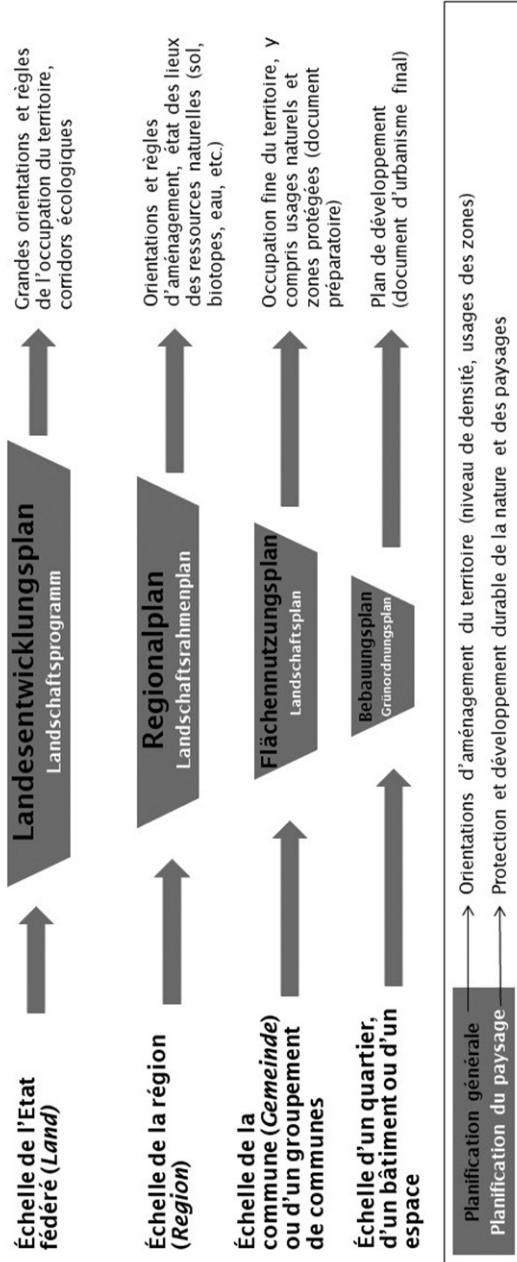 Échelle de l'Etat
fédéré (Land)
Landesentwicklungsplan
Landschaftsprogramm
Grandes orientations et règles
de l'occupation du territoire,
corridors écologiques
Échelle de la région
(Region)
Regionalplan
Landschaftsrahmenplan
Orientations et règles
d'aménagement, état des lieux
des ressources naturelles (sol,
biotopes, eau, etc.)
Échelle de la
commune (Gemeinde)
ou d'un groupement
de communes
Flächennutzungsplan
Landschaftsplan
Occupation fine du territoire, y
compris usages naturels et
zones protégées (document
préparatoire)
Échelle d'un quartier,
d'un bâtiment ou d'un
espace
Bebauungsplan
Grünordnungsplan
Plan de développement
(document d'urbanisme final)
Planification générale
Orientations d'aménagement du territoire (niveau de densité, usages des zones)
Planification du paysage
Protection et développement durable de la nature et des paysages